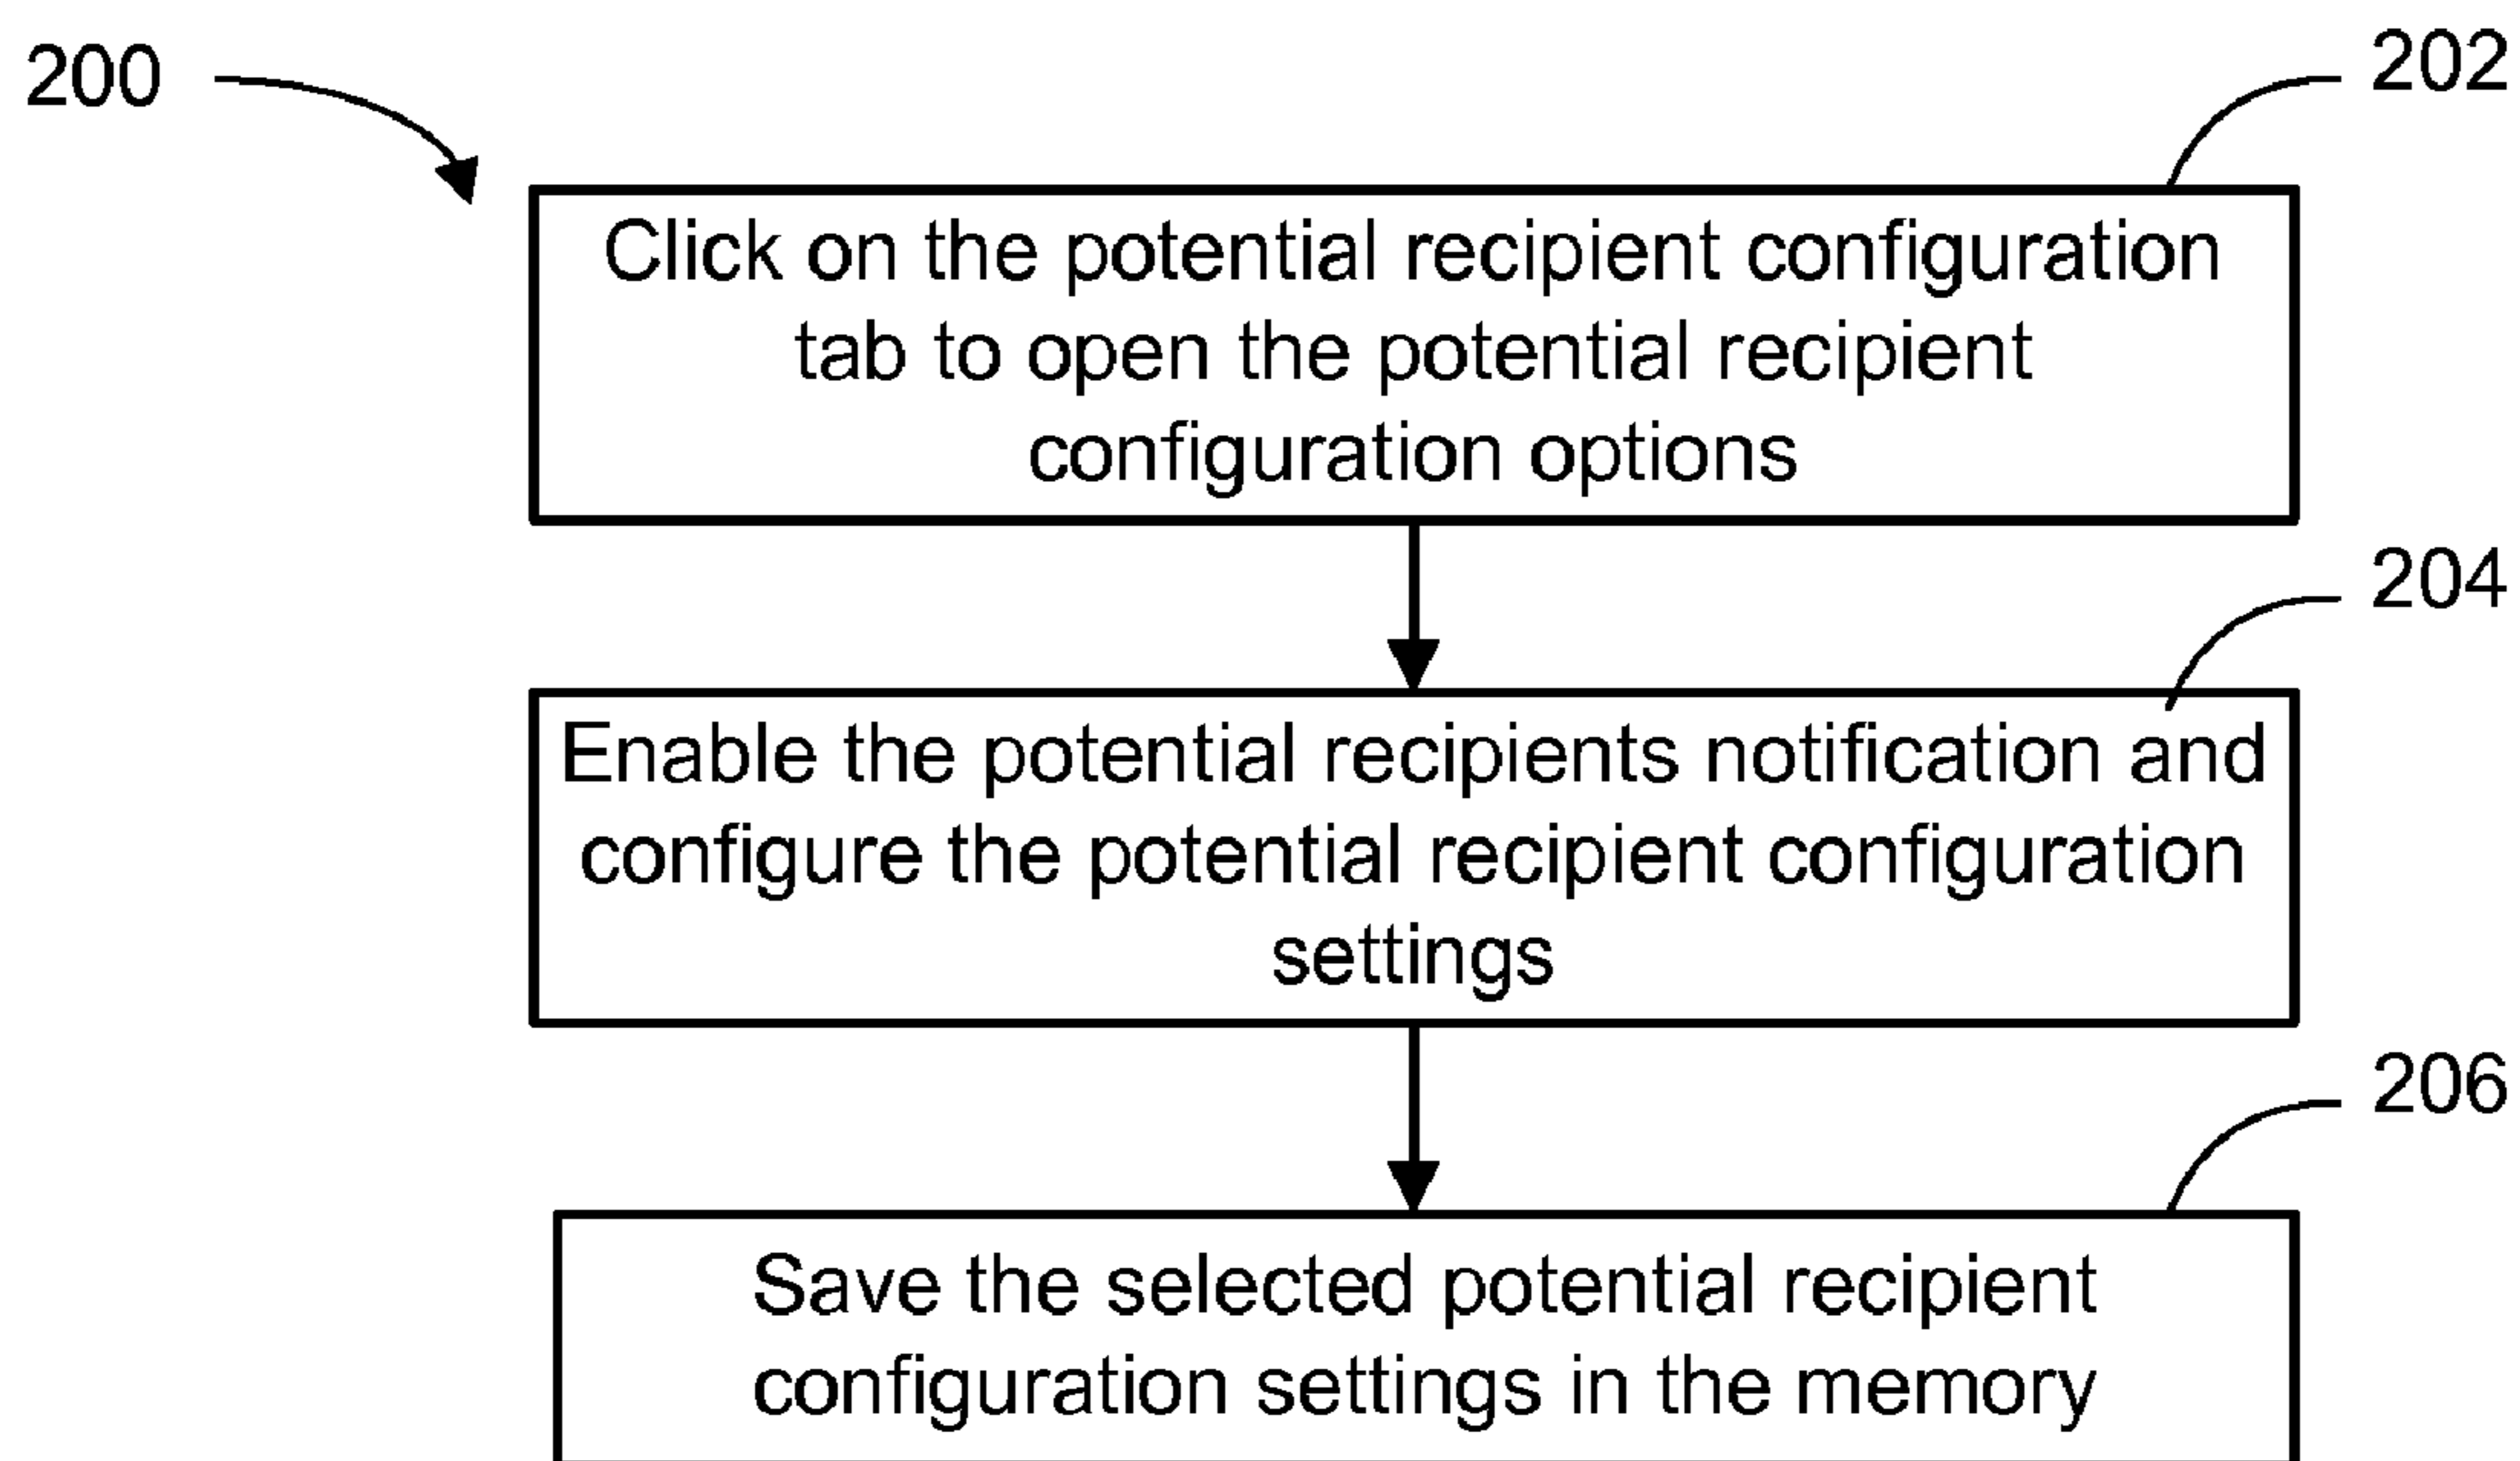 200
202
Click on the potential recipient configuration
tab to open the potential recipient
configuration options
204
Enable the potential recipients notification and
configure the potential recipient configuration
settings
206
Save the selected potential recipient
configuration settings in the memory